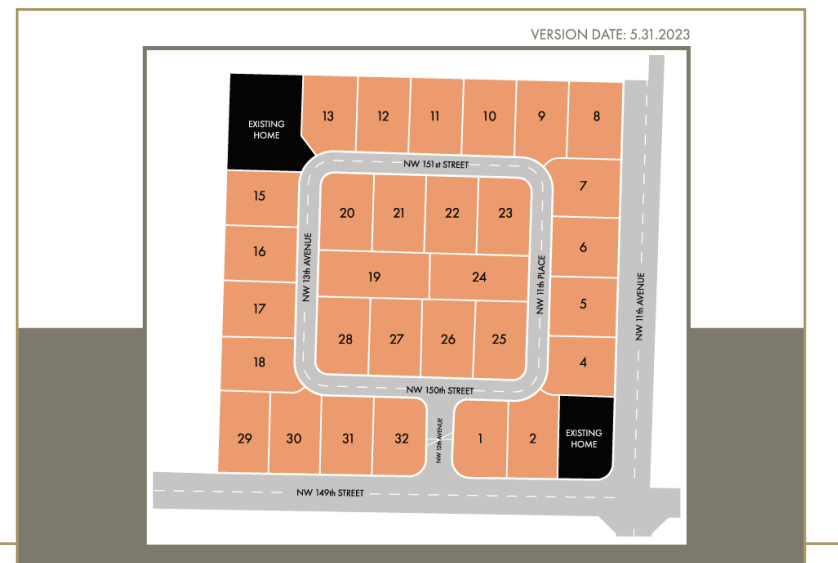 VERSION DATE: 5.31.2023
EXISTING
HOME
13
12
11
10
9
8
NW 151st STREET
7
15
20
21
22
23
16
6
NW 13th AVENUE
19
24
NW 11th PLACE
NW 11th AVENUE
17
5
28
27
26
25
18
4
NW 150th STREET
29
30
31
32
NW 12th AVENUE
1
2
EXISTING
HOME
NW 149th STREET